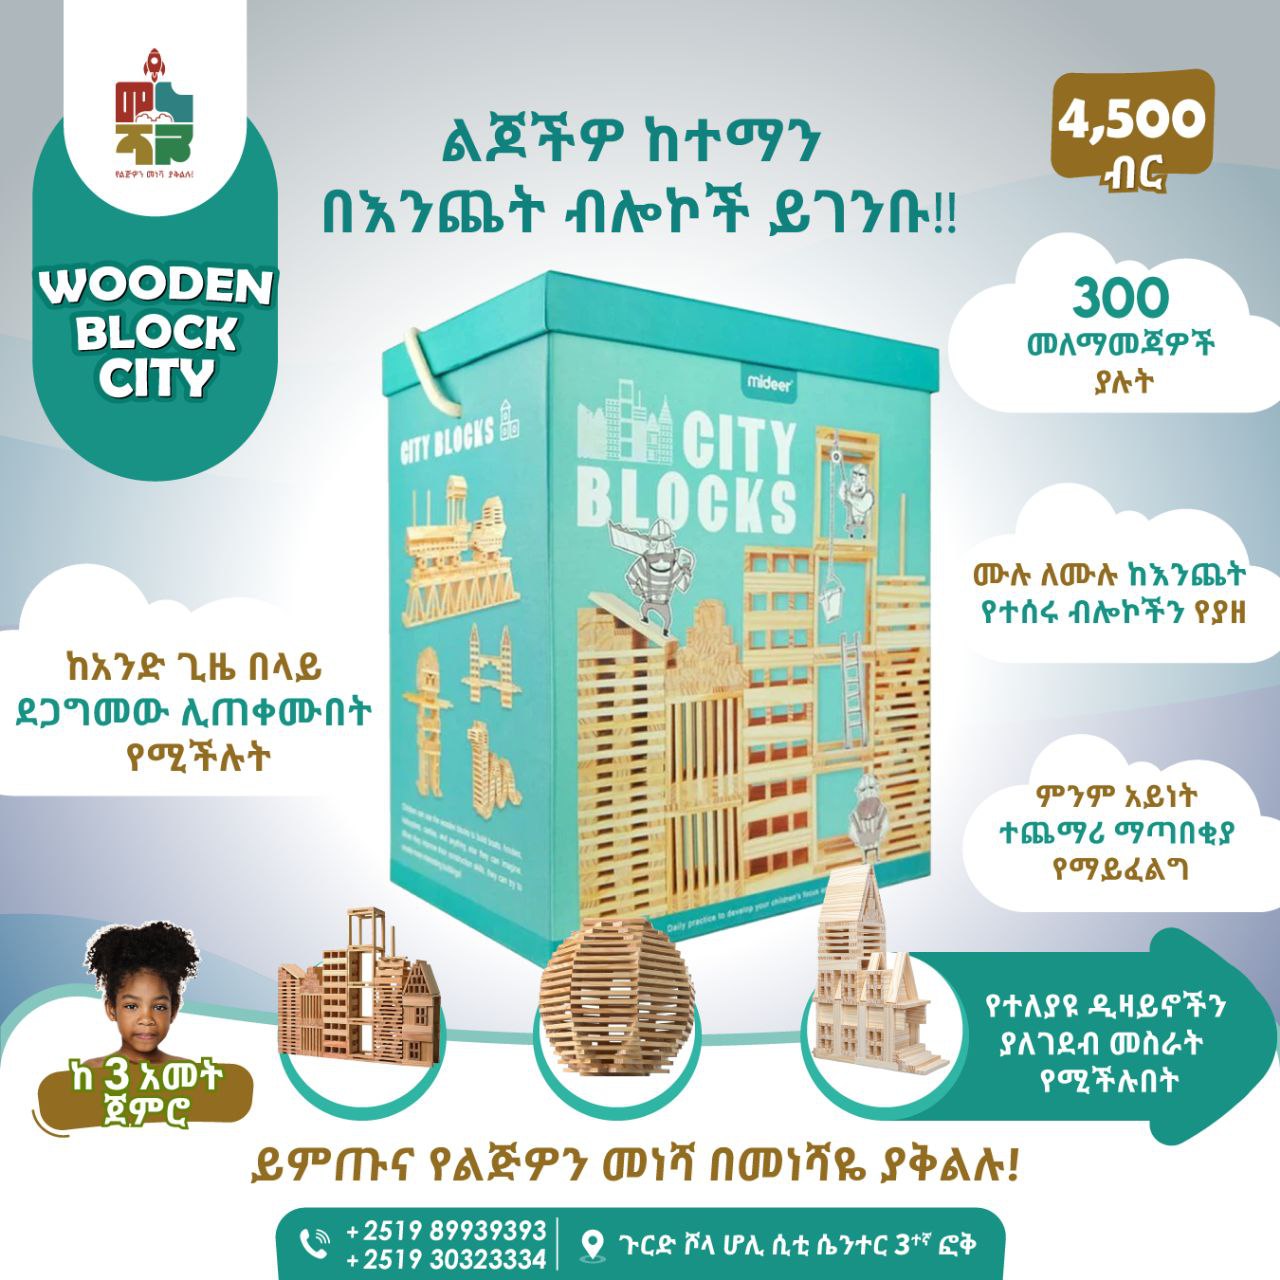 መነሻዬ
የልጅዎን መነሻ ያቅልሉ!
WOODEN
BLOCK
CITY
ልጆችዎ ከተማን
በእንጨት ብሎኮች ይገንቡ!!
4,500
ብር
300
መለማመጃዎች
ያሉት
ሙሉ ለሙሉ ከእንጨት
የተሰሩ ብሎኮችን የያዘ
ምንም አይነት
ተጨማሪ ማጣበቂያ
የማይፈልግ
ከአንድ ጊዜ በላይ
ደጋግመው ሊጠቀሙበት
የሚችሉት
mideer
CITY
BLOCKS
CITY BLOCKS
Daily practice to develop your children's focus
ከ 3 አመት
ጀምሮ
የተለያዩ ዲዛይኖችን
ያለገደብ መስራት
የሚችሉበት
ይምጡና የልጅዎን መነሻ በመነሻዬ ያቅልሉ!
+2519 89939393
+2519 30323334
ጉርድ ሾላ ሆሊ ሲቲ ሴንተር 3ተኛ ፎቅ